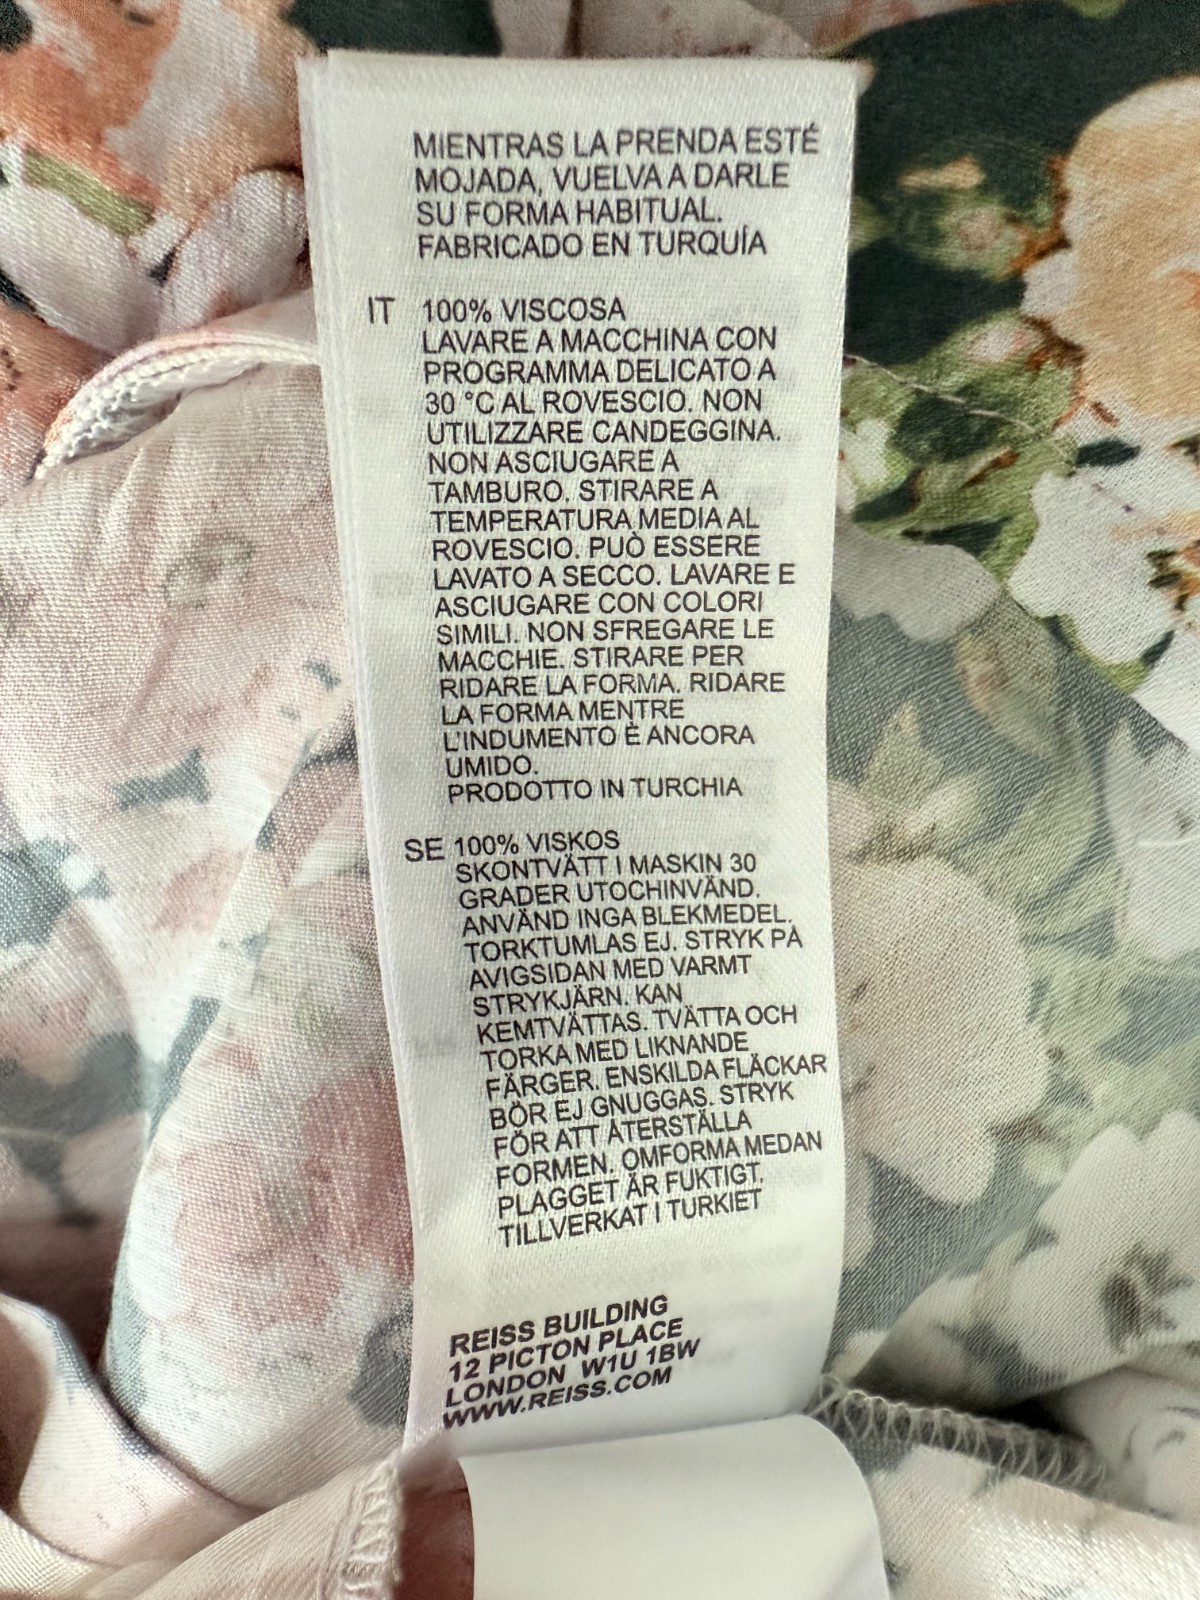 MIENTRAS LA PRENDA ESTÉ
MOJADA, VUELVA A DARLE
SU FORMA HABITUAL.
FABRICADO EN TURQUÍA
IT 100% VISCOSA
LAVARE A MACCHINA CON
PROGRAMMA DELICATO A
30 °C AL ROVESCIO. NON
UTILIZZARE CANDEGGINA.
NON ASCIUGARE A
TAMBURO. STIRARE A
TEMPERATURA MEDIA AL
ROVESCIO. PUÒ ESSERE
LAVATO A SECCO. LAVARE E
ASCIUGARE CON COLORI
SIMILI. NON SFREGARE LE
MACCHIE. STIRARE PER
RIDARE LA FORMA. RIDARE
LA FORMA MENTRE
L'INDUMENTO È ANCORA
UMIDO.
PRODOTTO IN TURCHIA
SE 100% VISKOS
SKONTVÄTT I MASKIN 30
GRADER UTOCHINVÄND.
ANVÄND INGA BLEKMEDEL.
TORKTUMLAS EJ. STRYK PÅ
AVIGSIDAN MED VARMT
STRYKJÄRN. KAN
KEMTVÄTTAS. TVÄTTA OCH
TORKA MED LIKNANDE
FÄRGER. ENSKILDA FLÄCKAR
BÖR EJ GNUGGAS. STRYK
FÖR ATT ÅTERSTÄLLA
FORMEN. OMFORMA MEDAN
PLAGGET ÄR FUKTIGT.
TILLVERKAT I TURKIET
REISS BUILDING
12 PICTON PLACE
LONDON W1U 1BW
WWW.REISS.COM